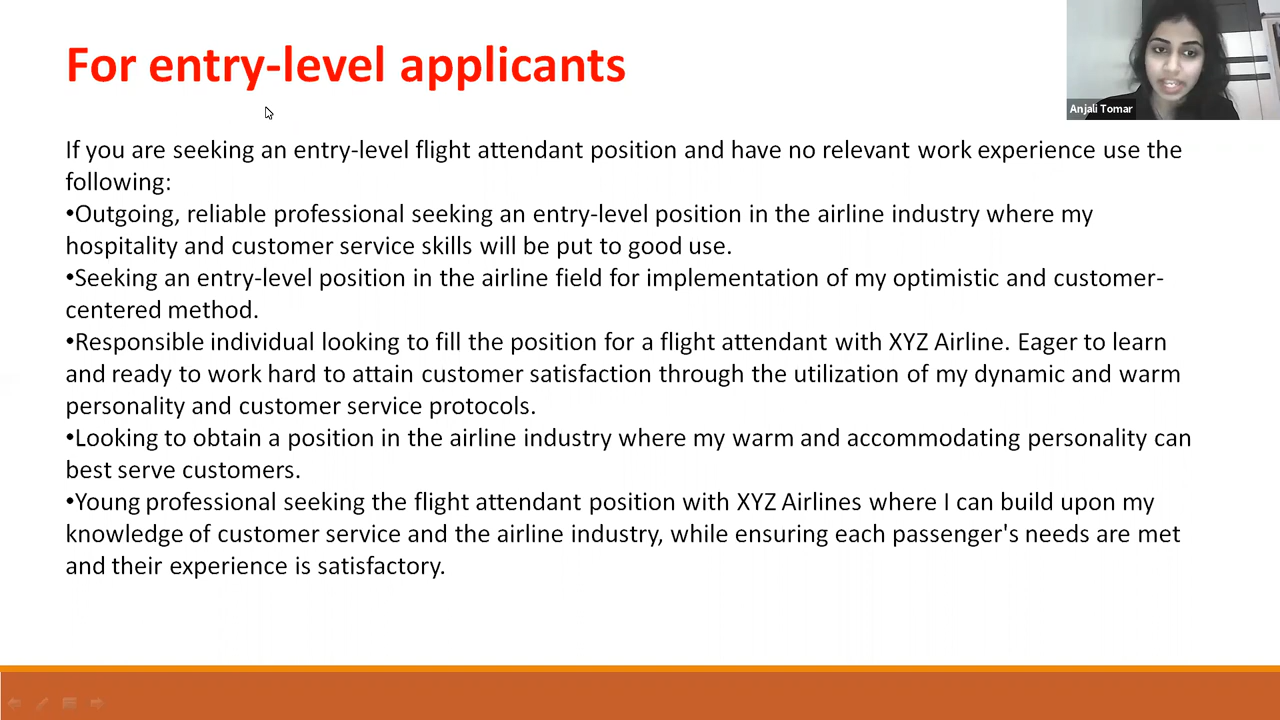 For entry-level applicants
Anjali Tomar
If you are seeking an entry-level flight attendant position and have no relevant work experience use the
following:
•Outgoing, reliable professional seeking an entry-level position in the airline industry where my
hospitality and customer service skills will be put to good use.
•Seeking an entry-level position in the airline field for implementation of my optimistic and customer-
centered method.
•Responsible individual looking to fill the position for a flight attendant with XYZ Airline. Eager to learn
and ready to work hard to attain customer satisfaction through the utilization of my dynamic and warm
personality and customer service protocols.
•Looking to obtain a position in the airline industry where my warm and accommodating personality can
best serve customers.
•Young professional seeking the flight attendant position with XYZ Airlines where I can build upon my
knowledge of customer service and the airline industry, while ensuring each passenger's needs are met
and their experience is satisfactory.